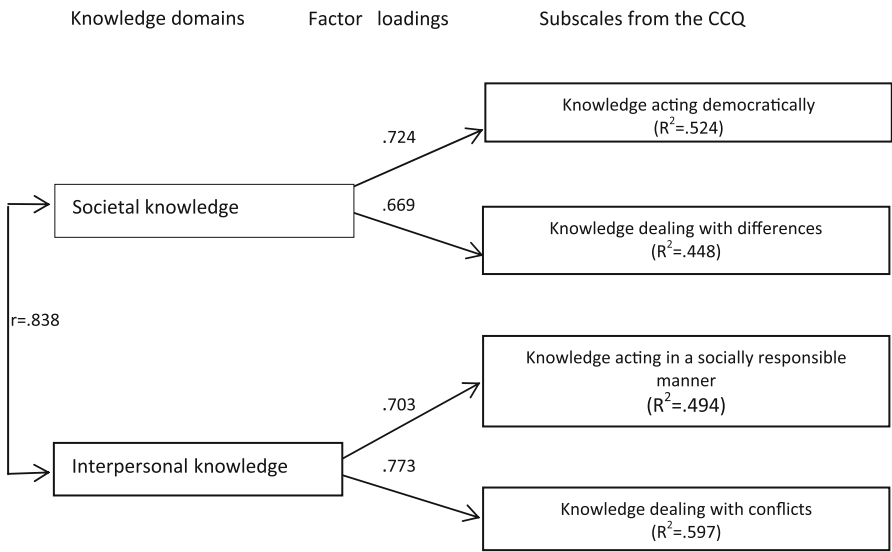 Knowledge domains Factor loadings Subscales from the CCQ
Knowledge acting democratically
(R²=.524)
.724
Societal knowledge
.669
Knowledge dealing with differences
(R²=.448)
r=.838
Knowledge acting in a socially responsible
manner
(R²=.494)
.703
Interpersonal knowledge
.773
Knowledge dealing with conflicts
(R²=.597)